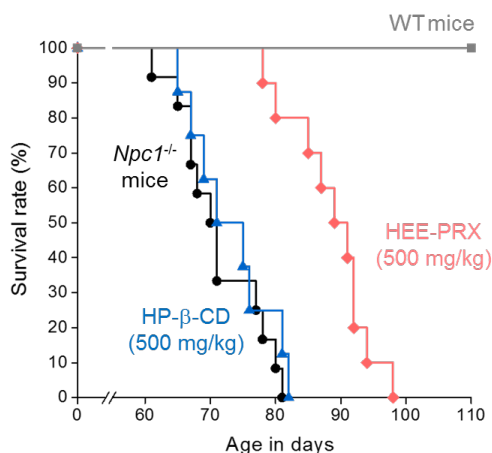 WT mice
100
90
80
70
60
50
40
30
20
10
0
Survival rate (%)
Npc1-/-
mice
HEE-PRX
(500 mg/kg)
HP-β-CD
(500 mg/kg)
0 60 70 80 90 100 110
Age in days